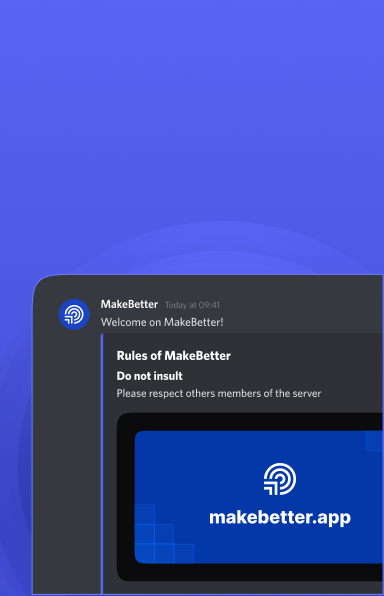 MakeBetter Today at 09:41
Welcome on MakeBetter!
Rules of MakeBetter
Do not insult
Please respect others members of the server
makebetter.app